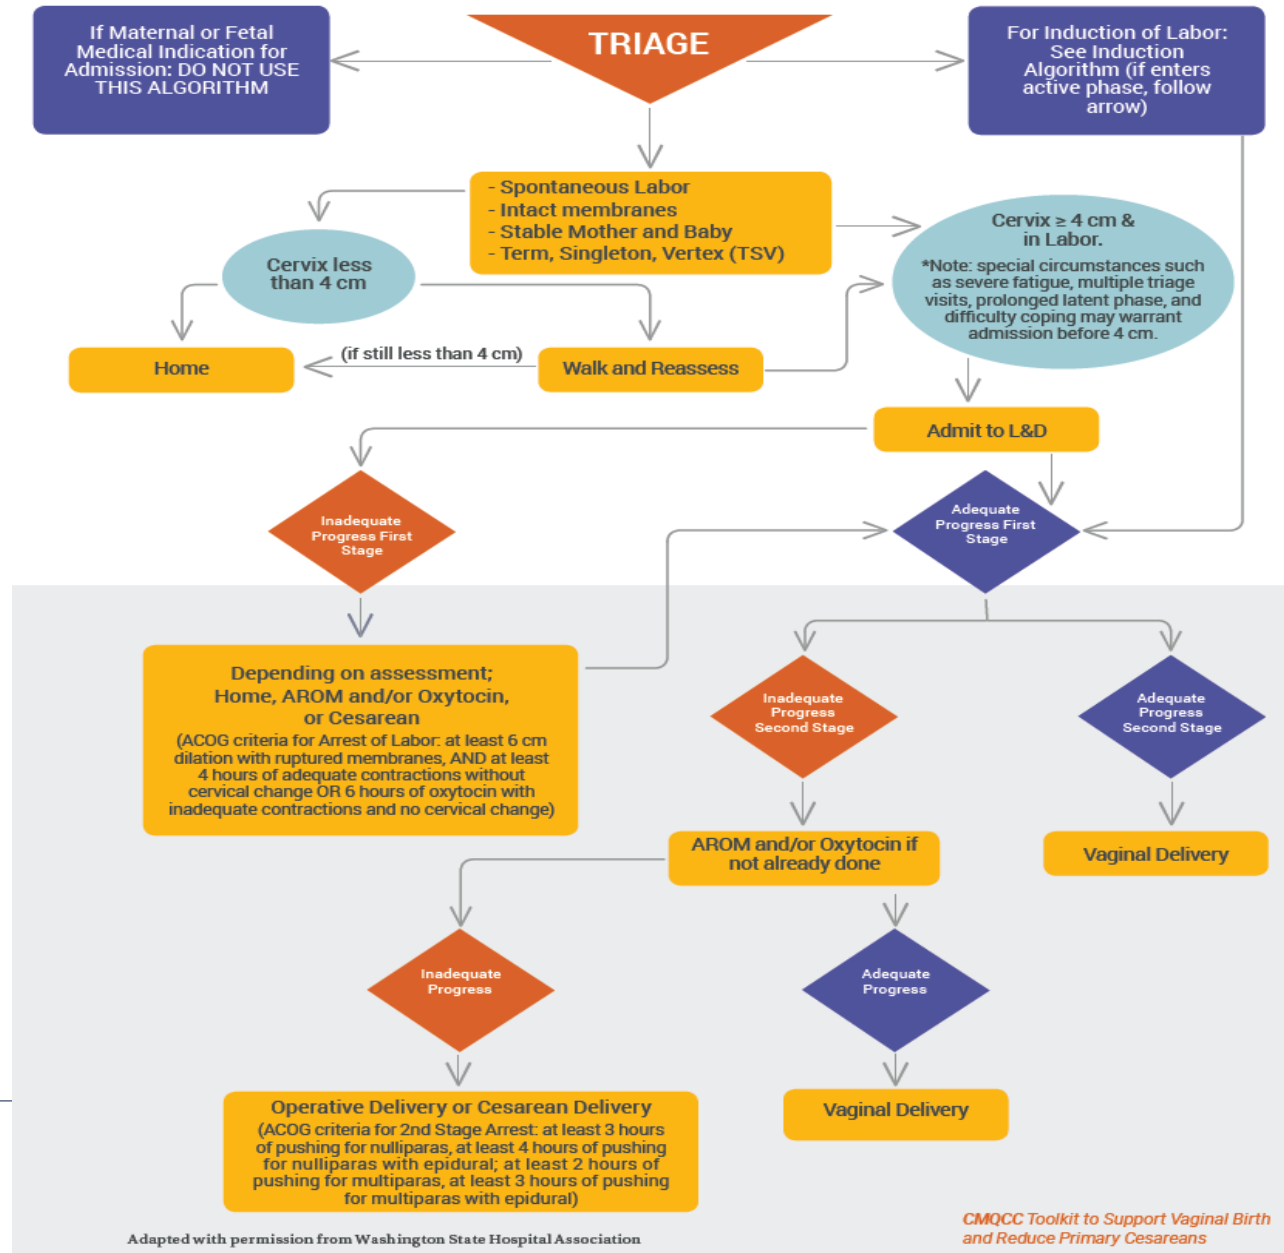 If Maternal or Fetal
Medical Indication for
Admission: DO NOT USE
THIS ALGORITHM
TRIAGE
For Induction of Labor:
See Induction
Algorithm (if enters
active phase, follow
arrow)
- Spontaneous Labor
- Intact membranes
- Stable Mother and Baby
- Term, Singleton, Vertex (TSV)
Cervix less
than 4 cm
Cervix ≥ 4 cm &
in Labor.
*Note: special circumstances such
as severe fatigue, multiple triage
visits, prolonged latent phase, and
difficulty coping may warrant
admission before 4 cm.
Home
(if still less than 4 cm)
Walk and Reassess
Admit to L&D
Inadequate
Progress First
Stage
Adequate
Progress First
Stage
Depending on assessment;
Home, AROM and/or Oxytocin,
or Cesarean
(ACOG criteria for Arrest of Labor: at least 6 cm
dilation with ruptured membranes, AND at least
4 hours of adequate contractions without
cervical change OR 6 hours of oxytocin with
inadequate contractions and no cervical change)
Inadequate
Progress
Second Stage
Adequate
Progress
Second Stage
AROM and/or Oxytocin if
not already done
Vaginal Delivery
Inadequate
Progress
Adequate
Progress
Operative Delivery or Cesarean Delivery
(ACOG criteria for 2nd Stage Arrest: at least 3 hours
of pushing for nulliparas, at least 4 hours of pushing
for nulliparas with epidural; at least 2 hours of
pushing for multiparas, at least 3 hours of pushing
for multiparas with epidural)
Vaginal Delivery
Adapted with permission from Washington State Hospital Association
CMQCC Toolkit to Support Vaginal Birth
and Reduce Primary Cesareans